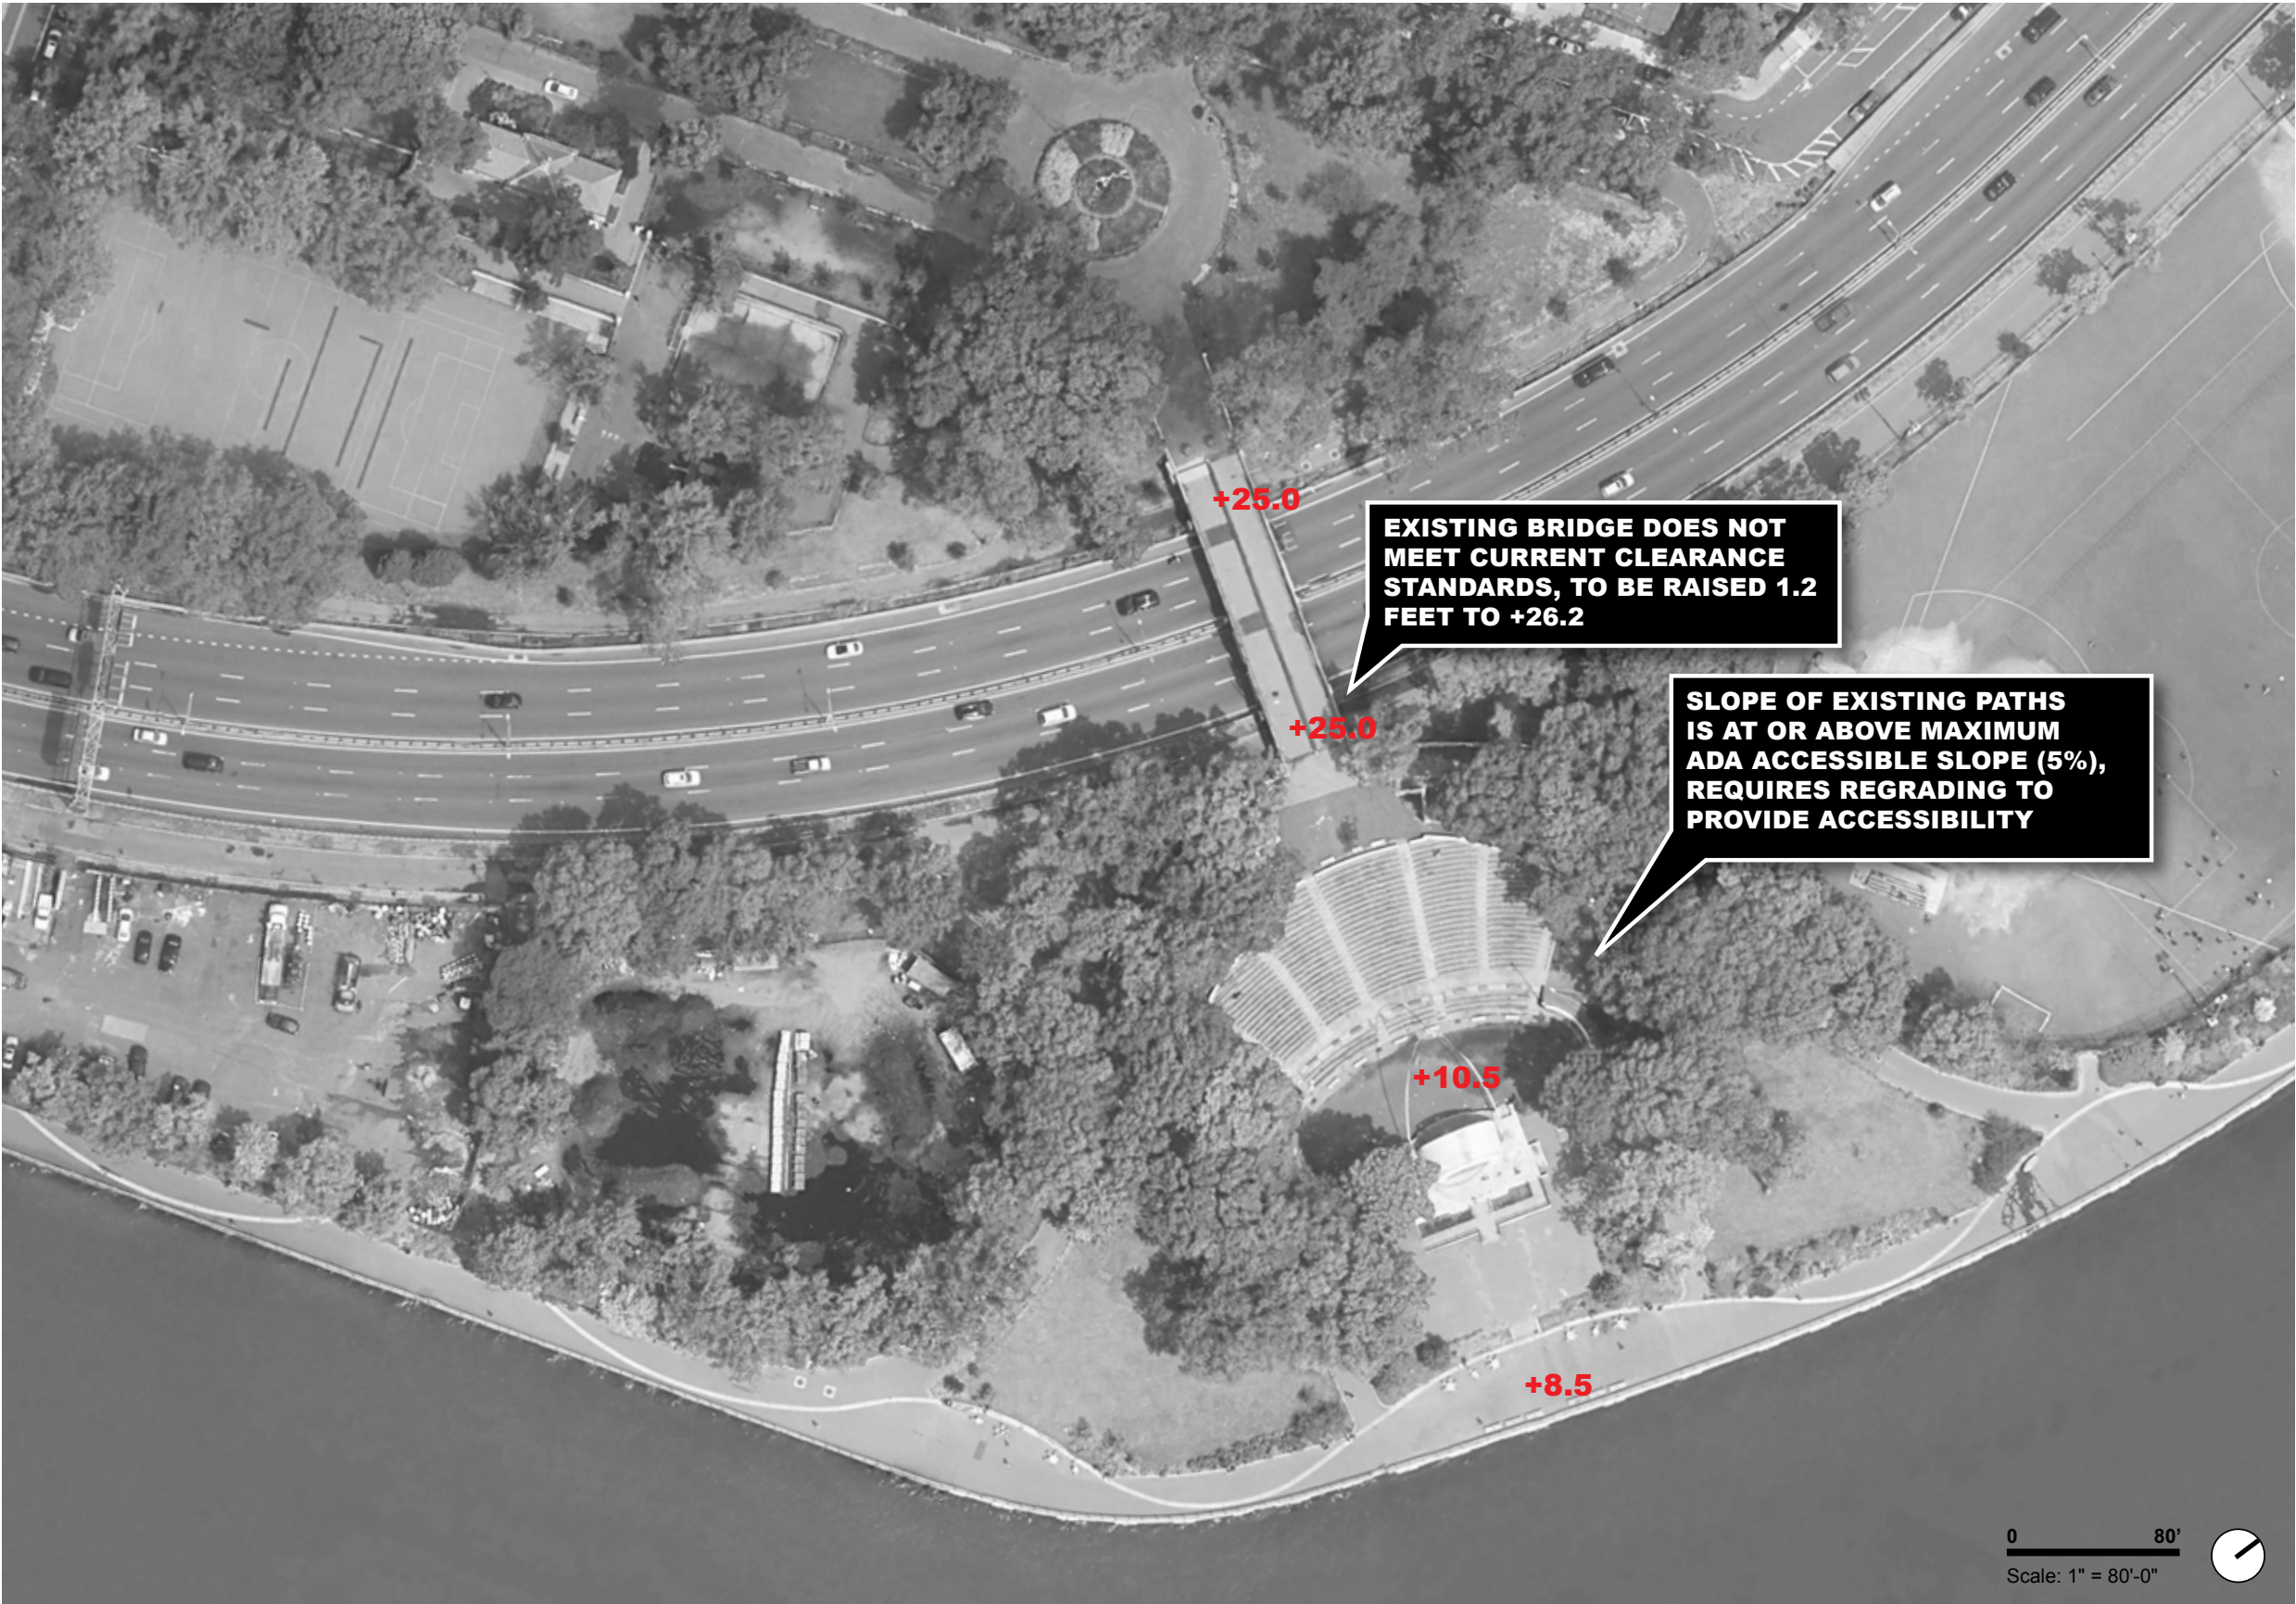 +25.0
EXISTING BRIDGE DOES NOT
MEET CURRENT CLEARANCE
STANDARDS, TO BE RAISED 1.2
FEET TO +26.2
+25.0
SLOPE OF EXISTING PATHS
IS AT OR ABOVE MAXIMUM
ADA ACCESSIBLE SLOPE (5%),
REQUIRES REGRADING TO
PROVIDE ACCESSIBILITY
+10.5
+8.5
0 80’
Scale: 1" = 80'-0"